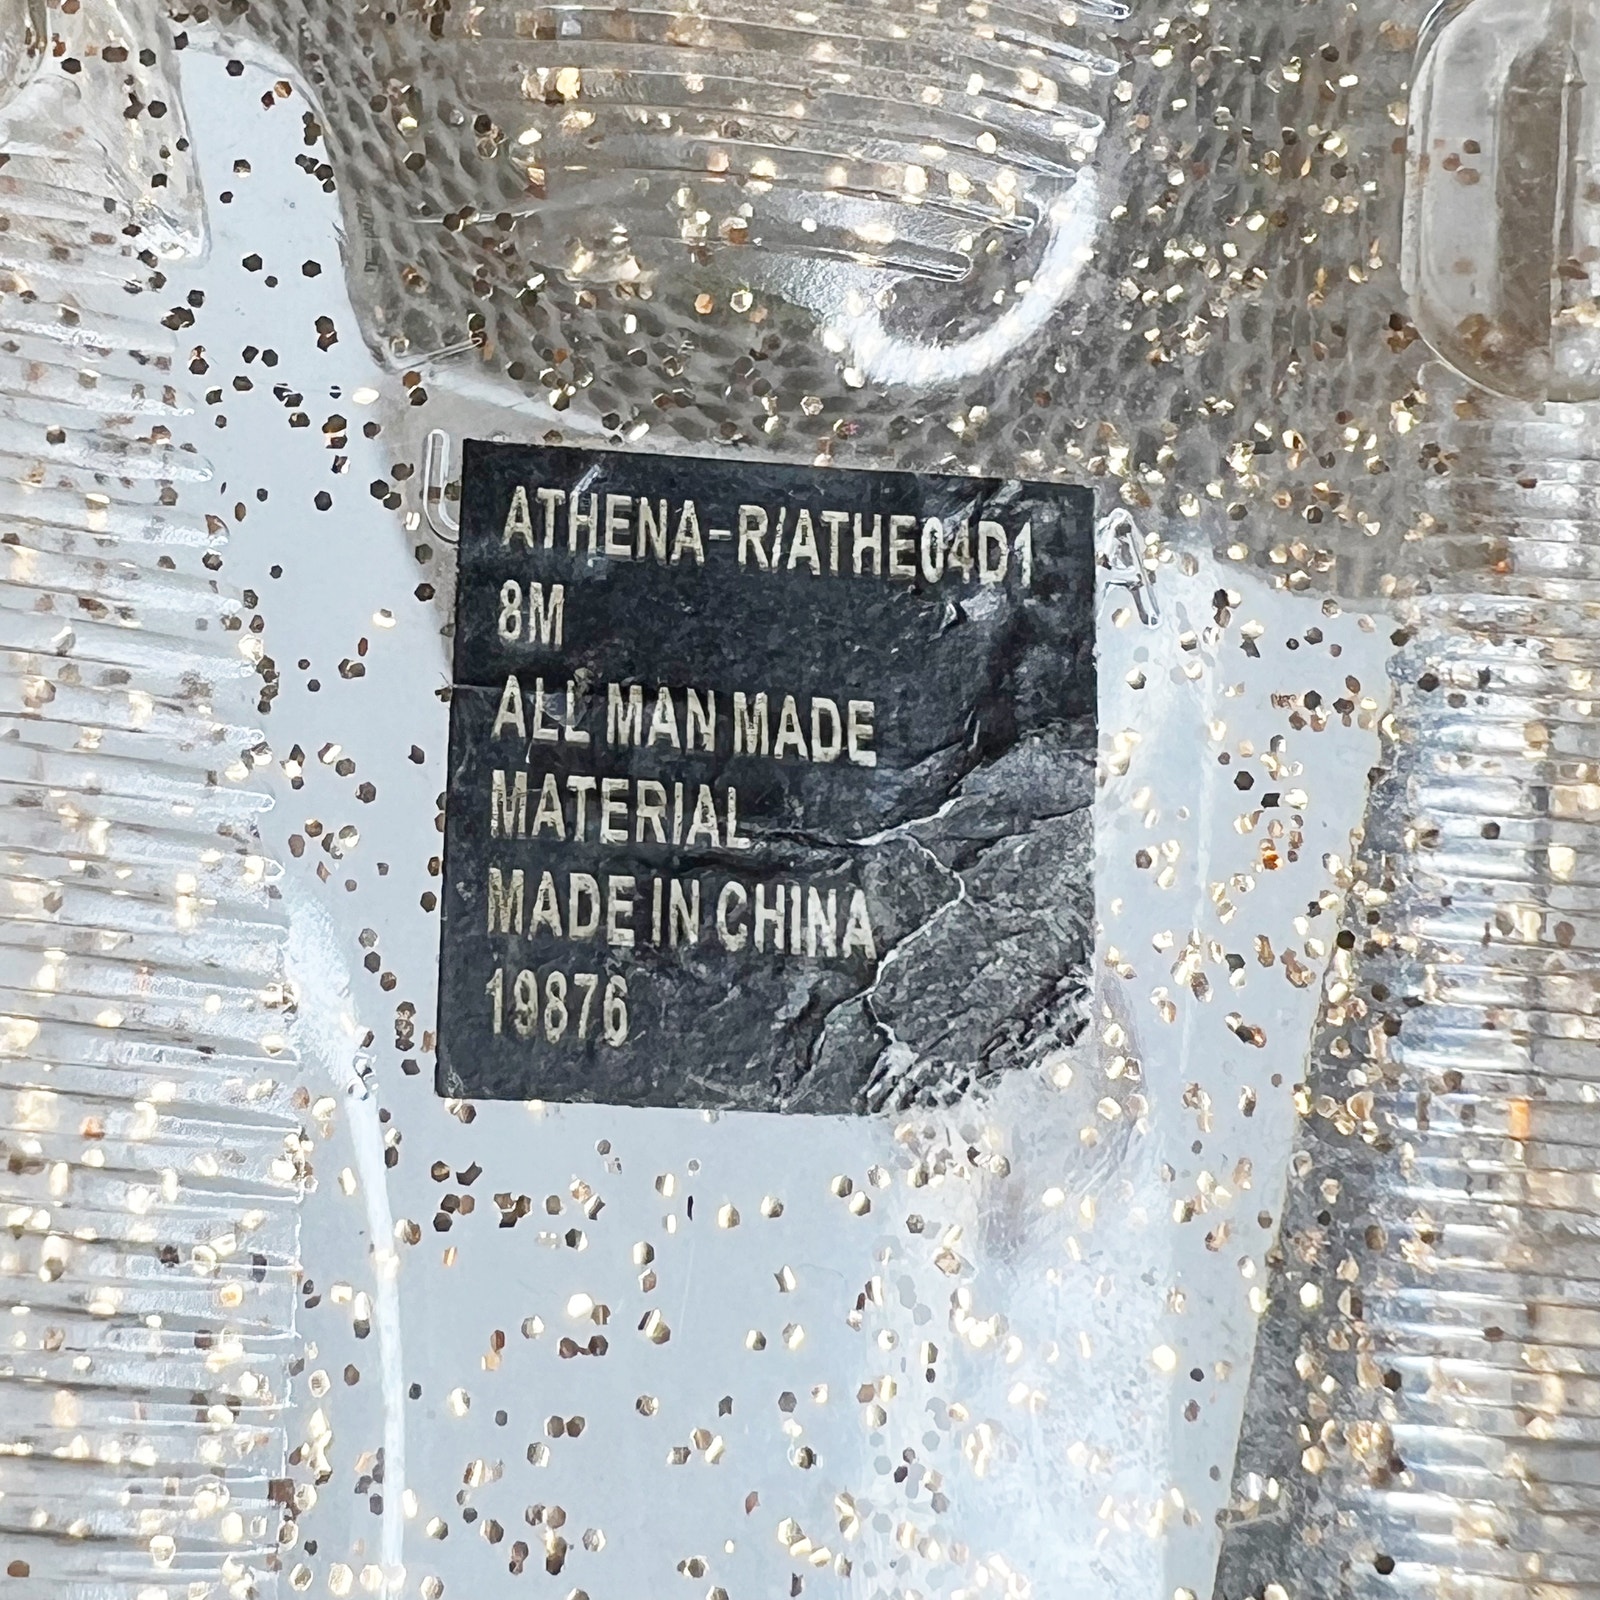 ATHENA-R/ATHE04D1
8M
ALL MAN MADE
MATERIAL
MADE IN CHINA
19876